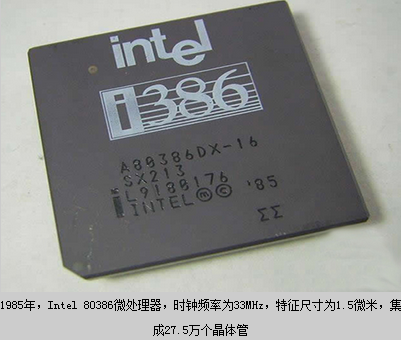 intel
i386
A80386DX-16
SX213
L9180176
INTEL Ⓜ Ⓒ '85
ΣΣ
1985年，Intel 80386微处理器，时钟频率为33MHz，特征尺寸为1.5微米，集
成27.5万个晶体管